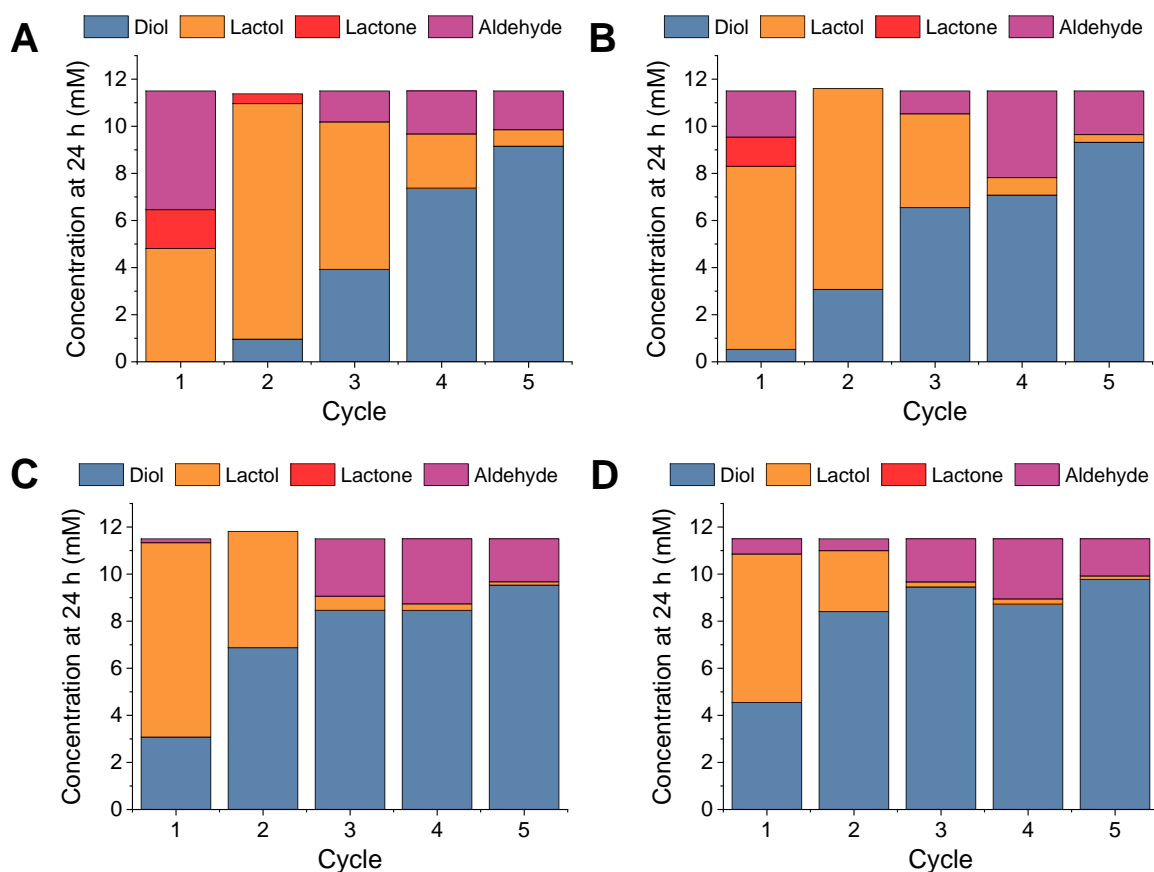 A
Diol Lactol Lactone Aldehyde
Concentration at 24 h (mM)
12
10
8
6
4
2
0
1 2 3 4 5
Cycle
B
Diol Lactol Lactone Aldehyde
Concentration at 24 h (mM)
12
10
8
6
4
2
0
1 2 3 4 5
Cycle
C
Diol Lactol Lactone Aldehyde
Concentration at 24 h (mM)
12
10
8
6
4
2
0
1 2 3 4 5
Cycle
D
Diol Lactol Lactone Aldehyde
Concentration at 24 h (mM)
12
10
8
6
4
2
0
1 2 3 4 5
Cycle